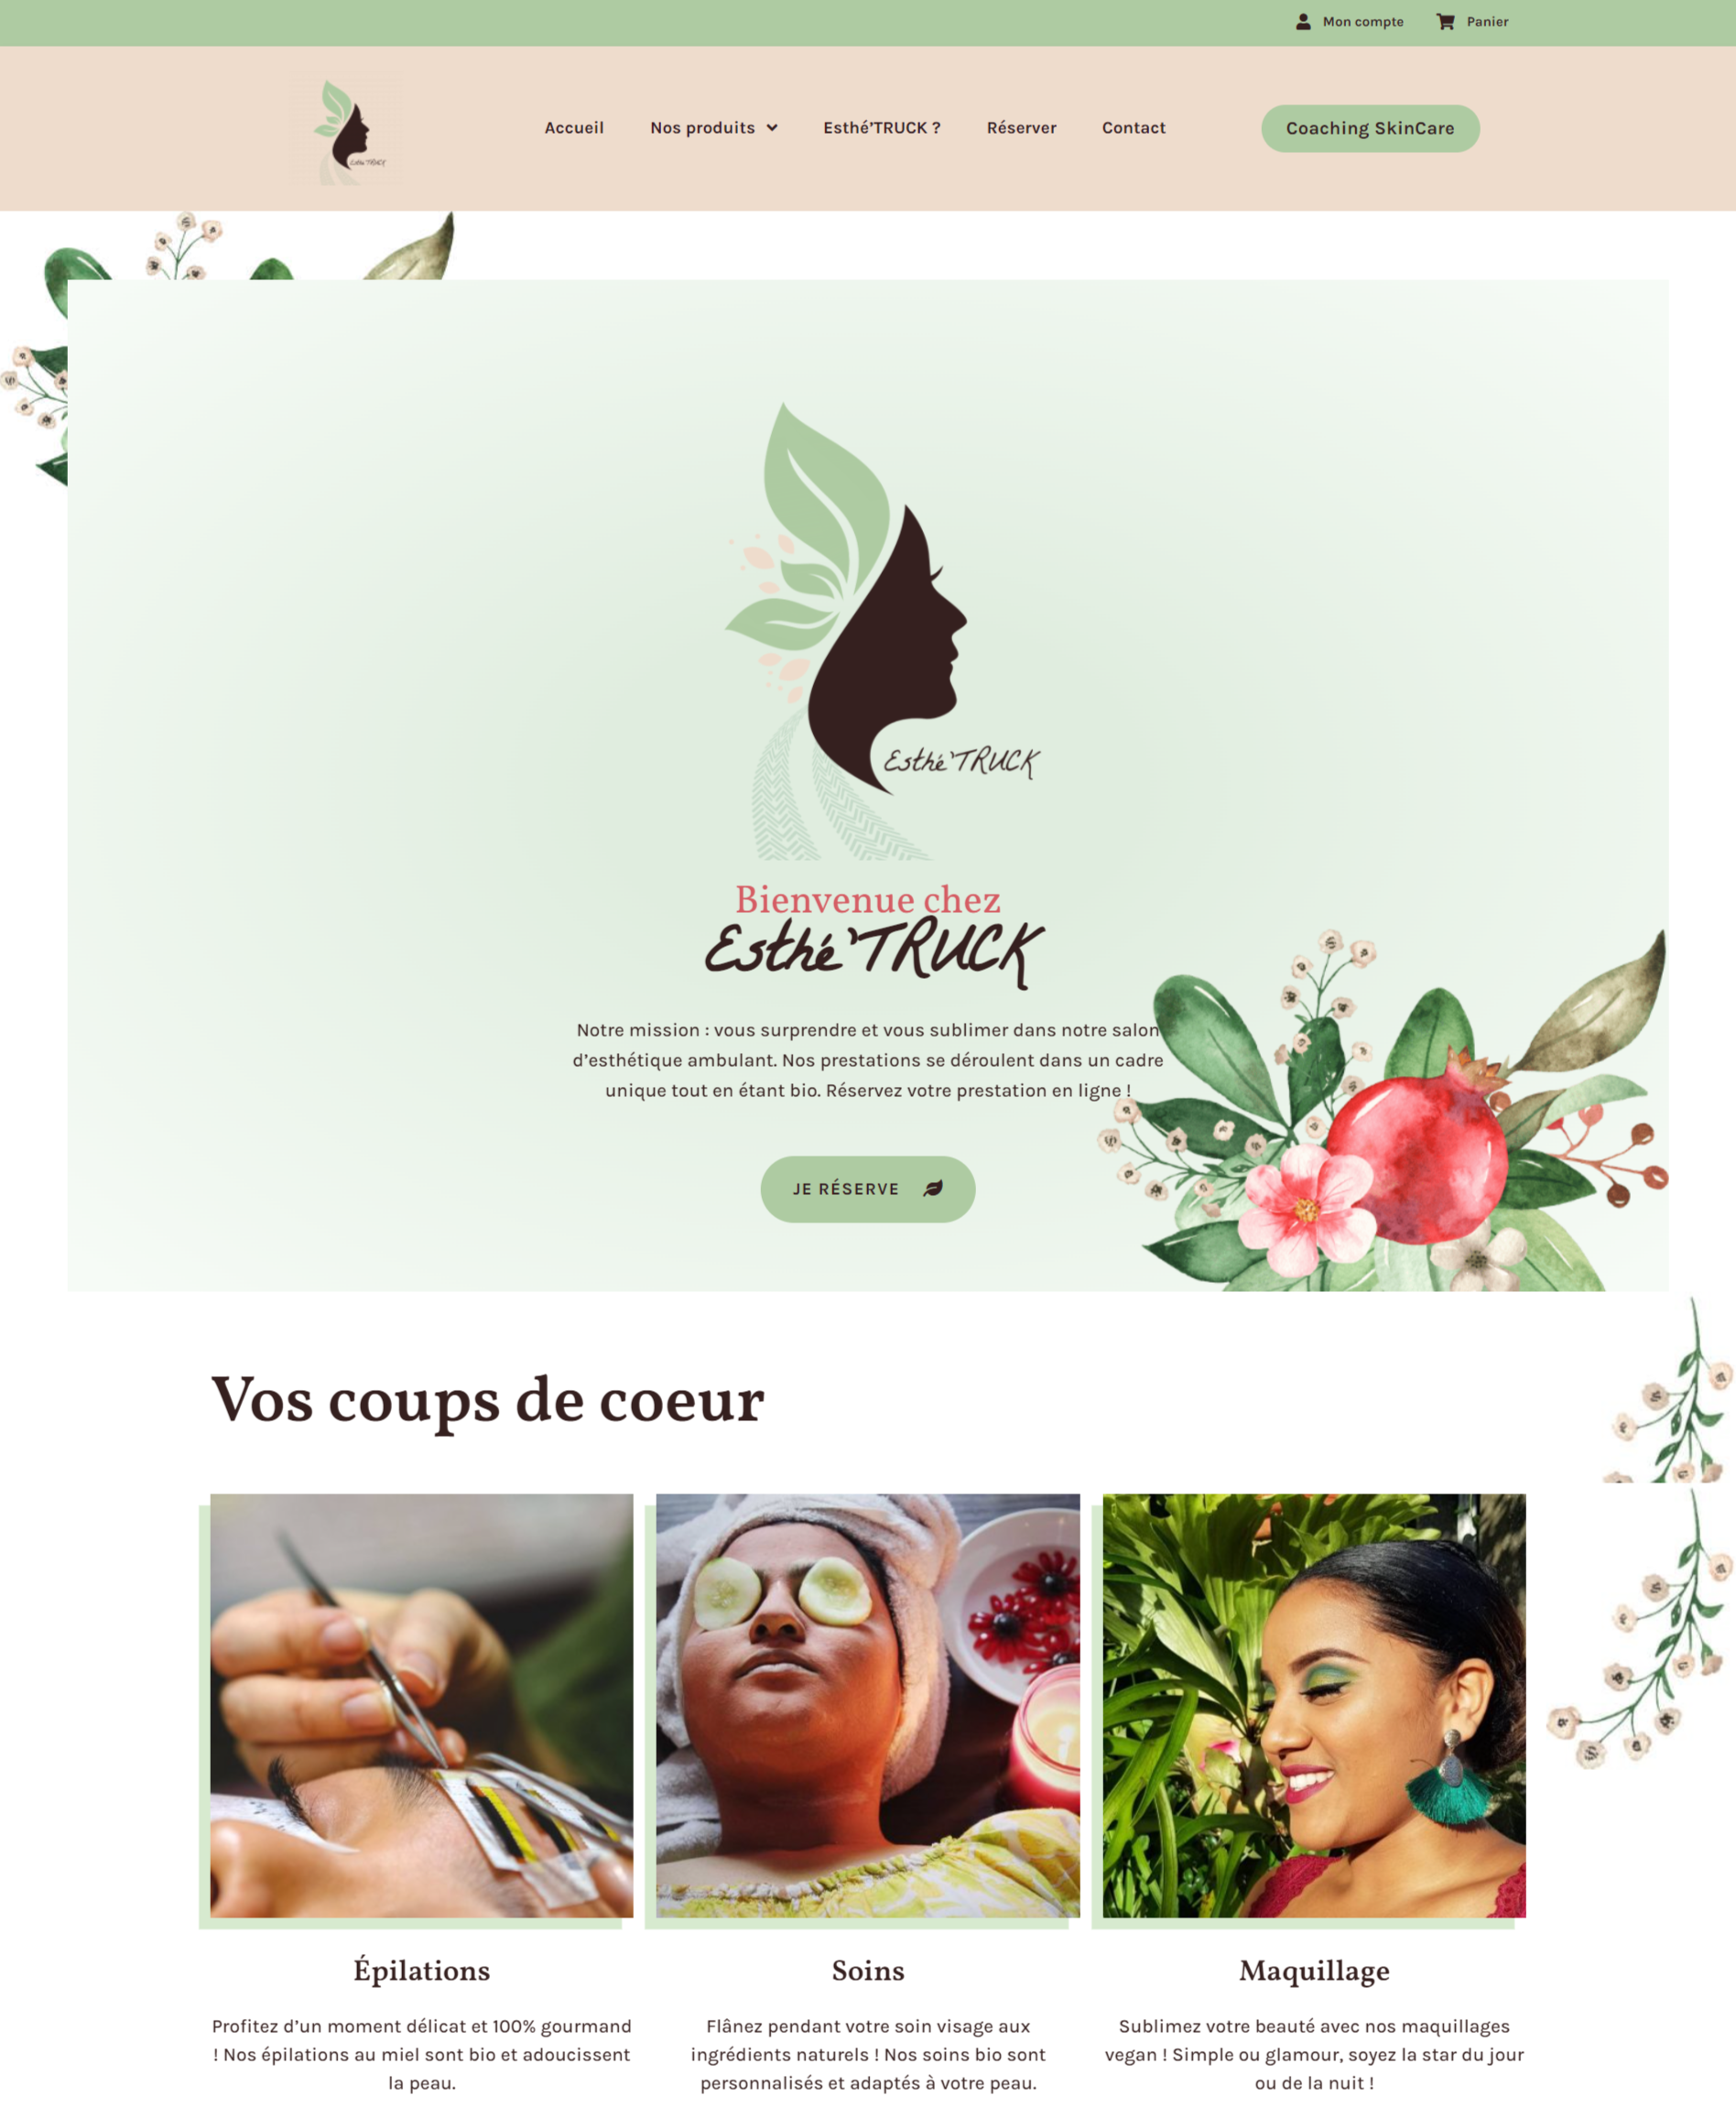 Mon compte
Panier
Esthé'TRUCK
Accueil
Nos produits
Esthé'TRUCK ?
Réserver
Contact
Coaching SkinCare
Esthé'TRUCK
Bienvenue chez
Esthé'TRUCK
Notre mission : vous surprendre et vous sublimer dans notre salon
d'esthétique ambulant. Nos prestations se déroulent dans un cadre
unique tout en étant bio. Réservez votre prestation en ligne !
JE RÉSERVE
Vos coups de coeur
Épilations
Profitez d'un moment délicat et 100% gourmand
! Nos épilations au miel sont bio et adoucissent
la peau.
Soins
Flânez pendant votre soin visage aux
ingrédients naturels ! Nos soins bio sont
personnalisés et adaptés à votre peau.
Maquillage
Sublimez votre beauté avec nos maquillages
vegan ! Simple ou glamour, soyez la star du jour
ou de la nuit !